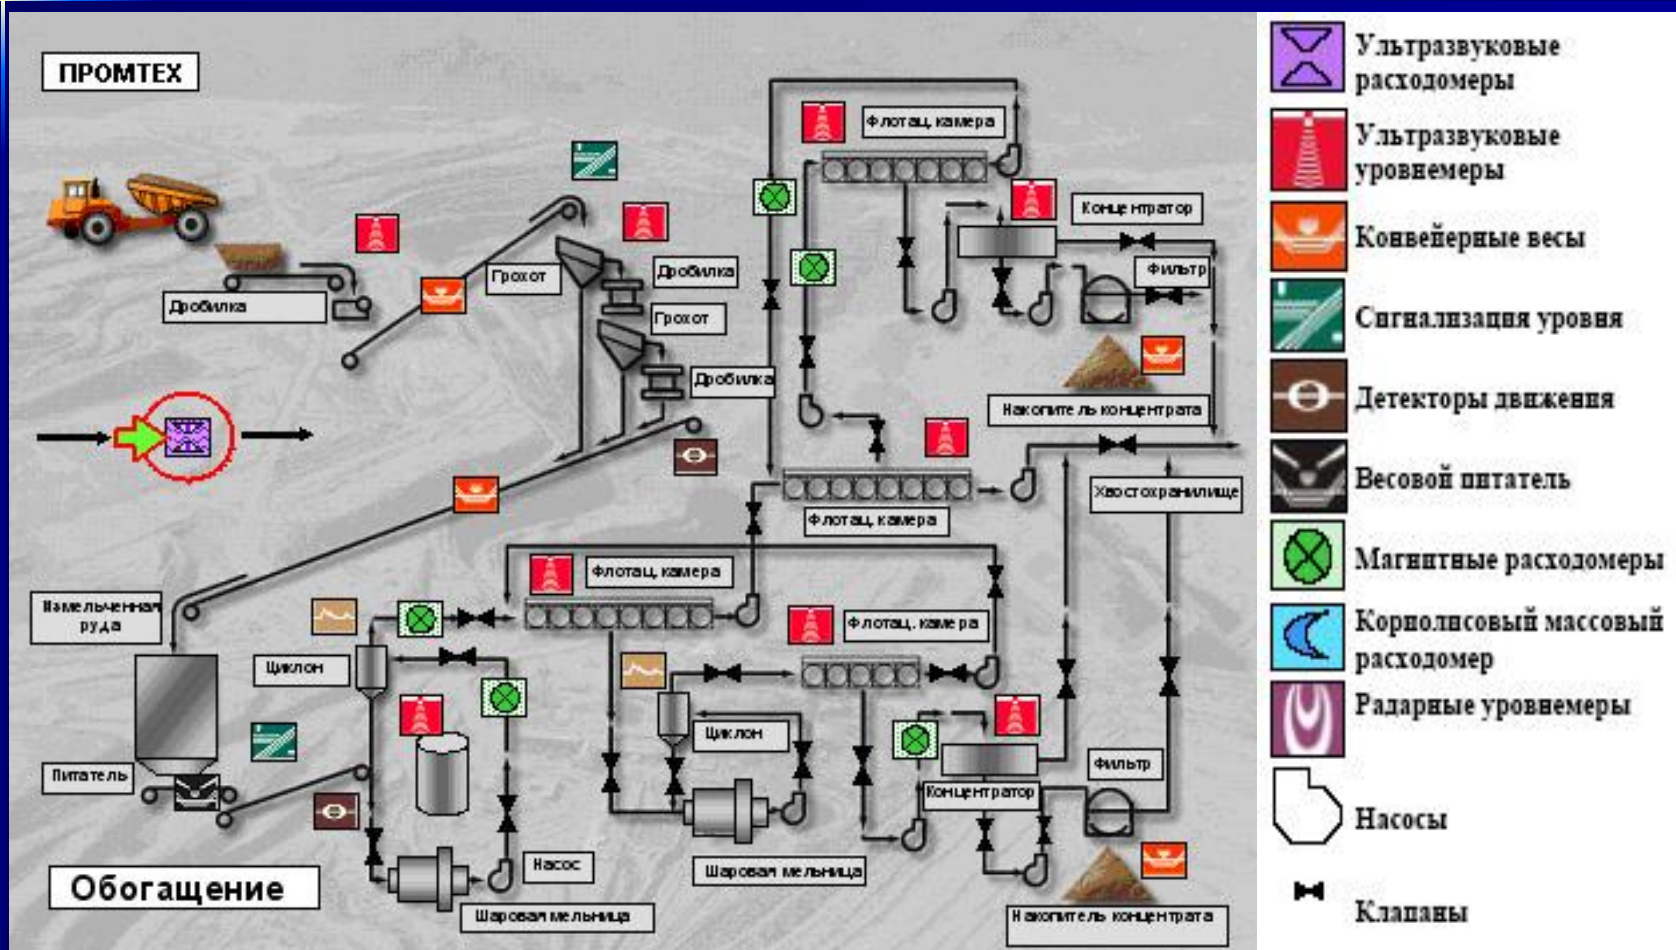 ПРОМТЕХ
Флотац. камера
Концентратор
Грохот
Дробилка
Фильтр
Дробилка
Грохот
Дробилка
Накопитель концентрата
Хвостохранилище
Флотац. камера
Флотац. камера
Измельченная
руда
Флотац. камера
Циклон
Циклон
Питатель
Фильтр
Концентратор
Насос
Шаровая мельница
Обогащение
Шаровая мельница
Накопитель концентрата
Ультразвуковые
расходомеры
Ультразвуковые
уровнемеры
Конвейерные весы
Сигнализация уровня
Детекторы движения
Весовой питатель
Магнитные расходомеры
Кориолисовый массовый
расходомер
Радарные уровнемеры
Насосы
Клапаны